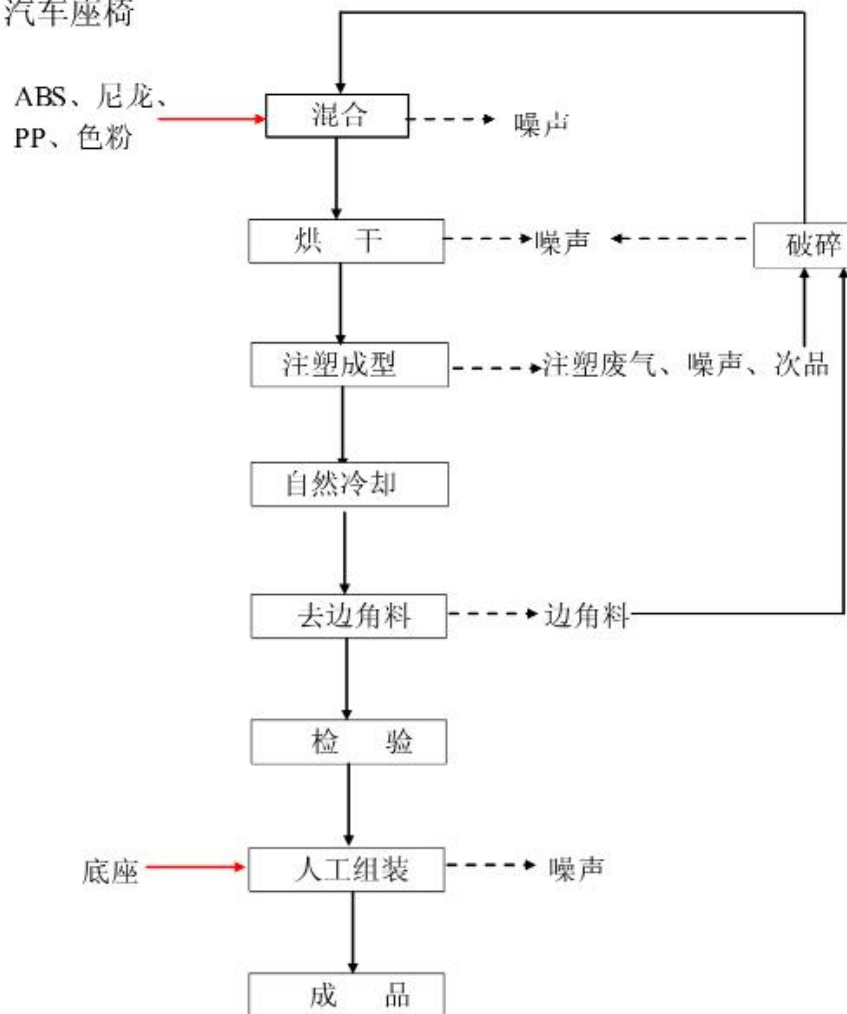 汽车座椅
ABS、尼龙、
PP、色粉
混合
噪声
烘 干
噪声
破碎
注塑成型
注塑废气、噪声、次品
自然冷却
去边角料
边角料
检 验
底座
人工组装
噪声
成 品